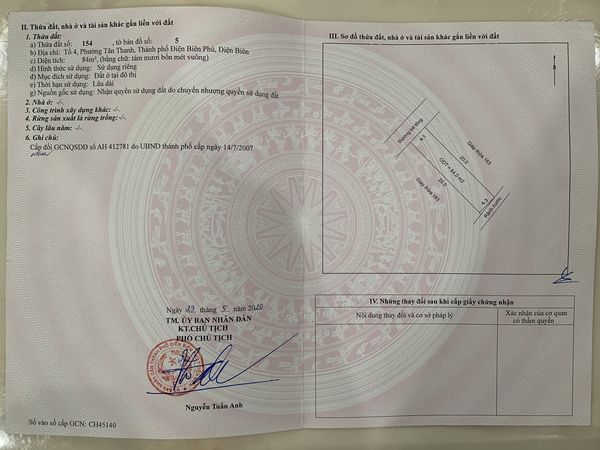 II. Thửa đất, nhà ở và tài sản khác gắn liền với đất
1. Thửa đất:
a) Thửa đất số: 154 , tờ bản đồ số: 5
b) Địa chỉ: Tổ 4, Phường Tân Thanh, Thành phố Điện Biên Phủ, Điện Biên
c) Diện tích: 84m², (bằng chữ: tám mươi bốn mét vuông)
d) Hình thức sử dụng: Sử dụng riêng
đ) Mục đích sử dụng: Đất ở tại đô thị
e) Thời hạn sử dụng: Lâu dài
g) Nguồn gốc sử dụng: Nhận quyền sử dụng đất do chuyển nhượng quyền sử dụng đất
2. Nhà ở: -/-
3. Công trình xây dựng khác: -/-
4. Rừng sản xuất là rừng trồng: -/-
5. Cây lâu năm: -/-
6. Ghi chú:
Cấp đổi GCNQSDĐ số AH 412781 do UBND thành phố cấp ngày 14/7/2007
Ngày 29 tháng 5 năm 2020
TM. ỦY BAN NHÂN DÂN
KT.CHỦ TỊCH
PHÓ CHỦ TỊCH
Nguyễn Tuấn Anh
Số vào sổ cấp GCN: CH45140
III. Sơ đồ thửa đất, nhà ở và tài sản khác gắn liền với đất
Đường bê tông
4.1
20.0
Giáp thửa 153
ODT = 84.0 m2
20.0
Giáp thửa 183
4.3
Rãnh nước
IV. Những thay đổi sau khi cấp giấy chứng nhận
Nội dung thay đổi và cơ sở pháp lý
Xác nhận của cơ quan
có thẩm quyền